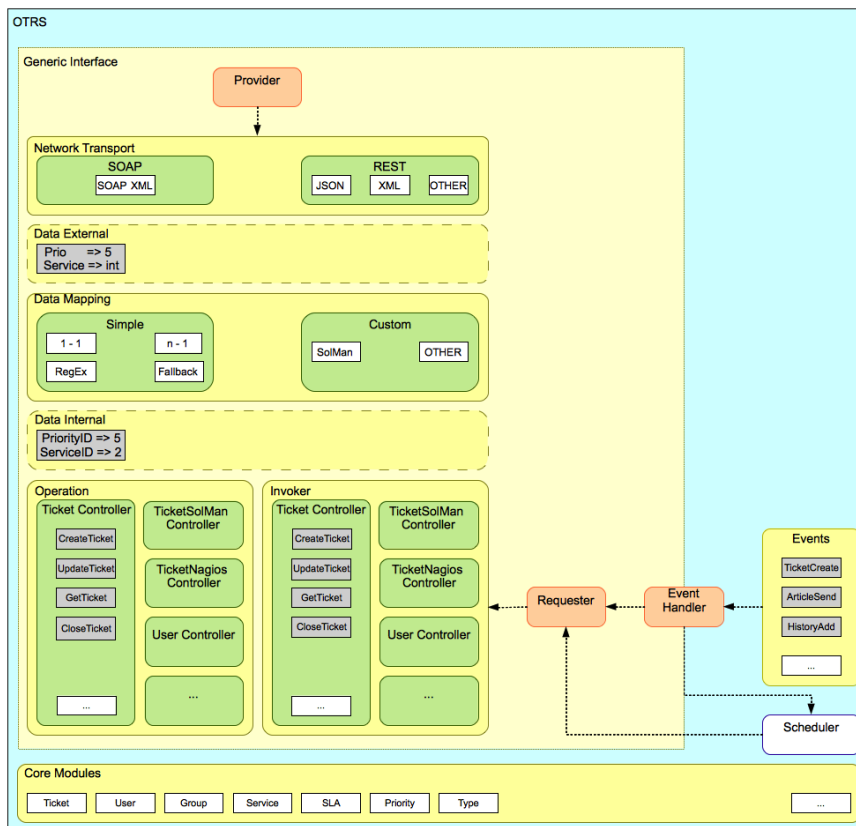 OTRS
Generic Interface
Provider
Network Transport
SOAP
SOAP XML
REST
JSON
XML
OTHER
Data External
Prio => 5
Service => int
Data Mapping
Simple
1 - 1
n - 1
RegEx
Fallback
Custom
SolMan
OTHER
Data Internal
PriorityID => 5
ServiceID => 2
Operation
Ticket Controller
CreateTicket
UpdateTicket
GetTicket
CloseTicket
...
TicketSolMan
Controller
TicketNagios
Controller
User Controller
...
Invoker
Ticket Controller
CreateTicket
UpdateTicket
GetTicket
CloseTicket
...
TicketSolMan
Controller
TicketNagios
Controller
User Controller
...
Requester
Event
Handler
Events
TicketCreate
ArticleSend
HistoryAdd
...
Scheduler
Core Modules
Ticket
User
Group
Service
SLA
Priority
Type
...